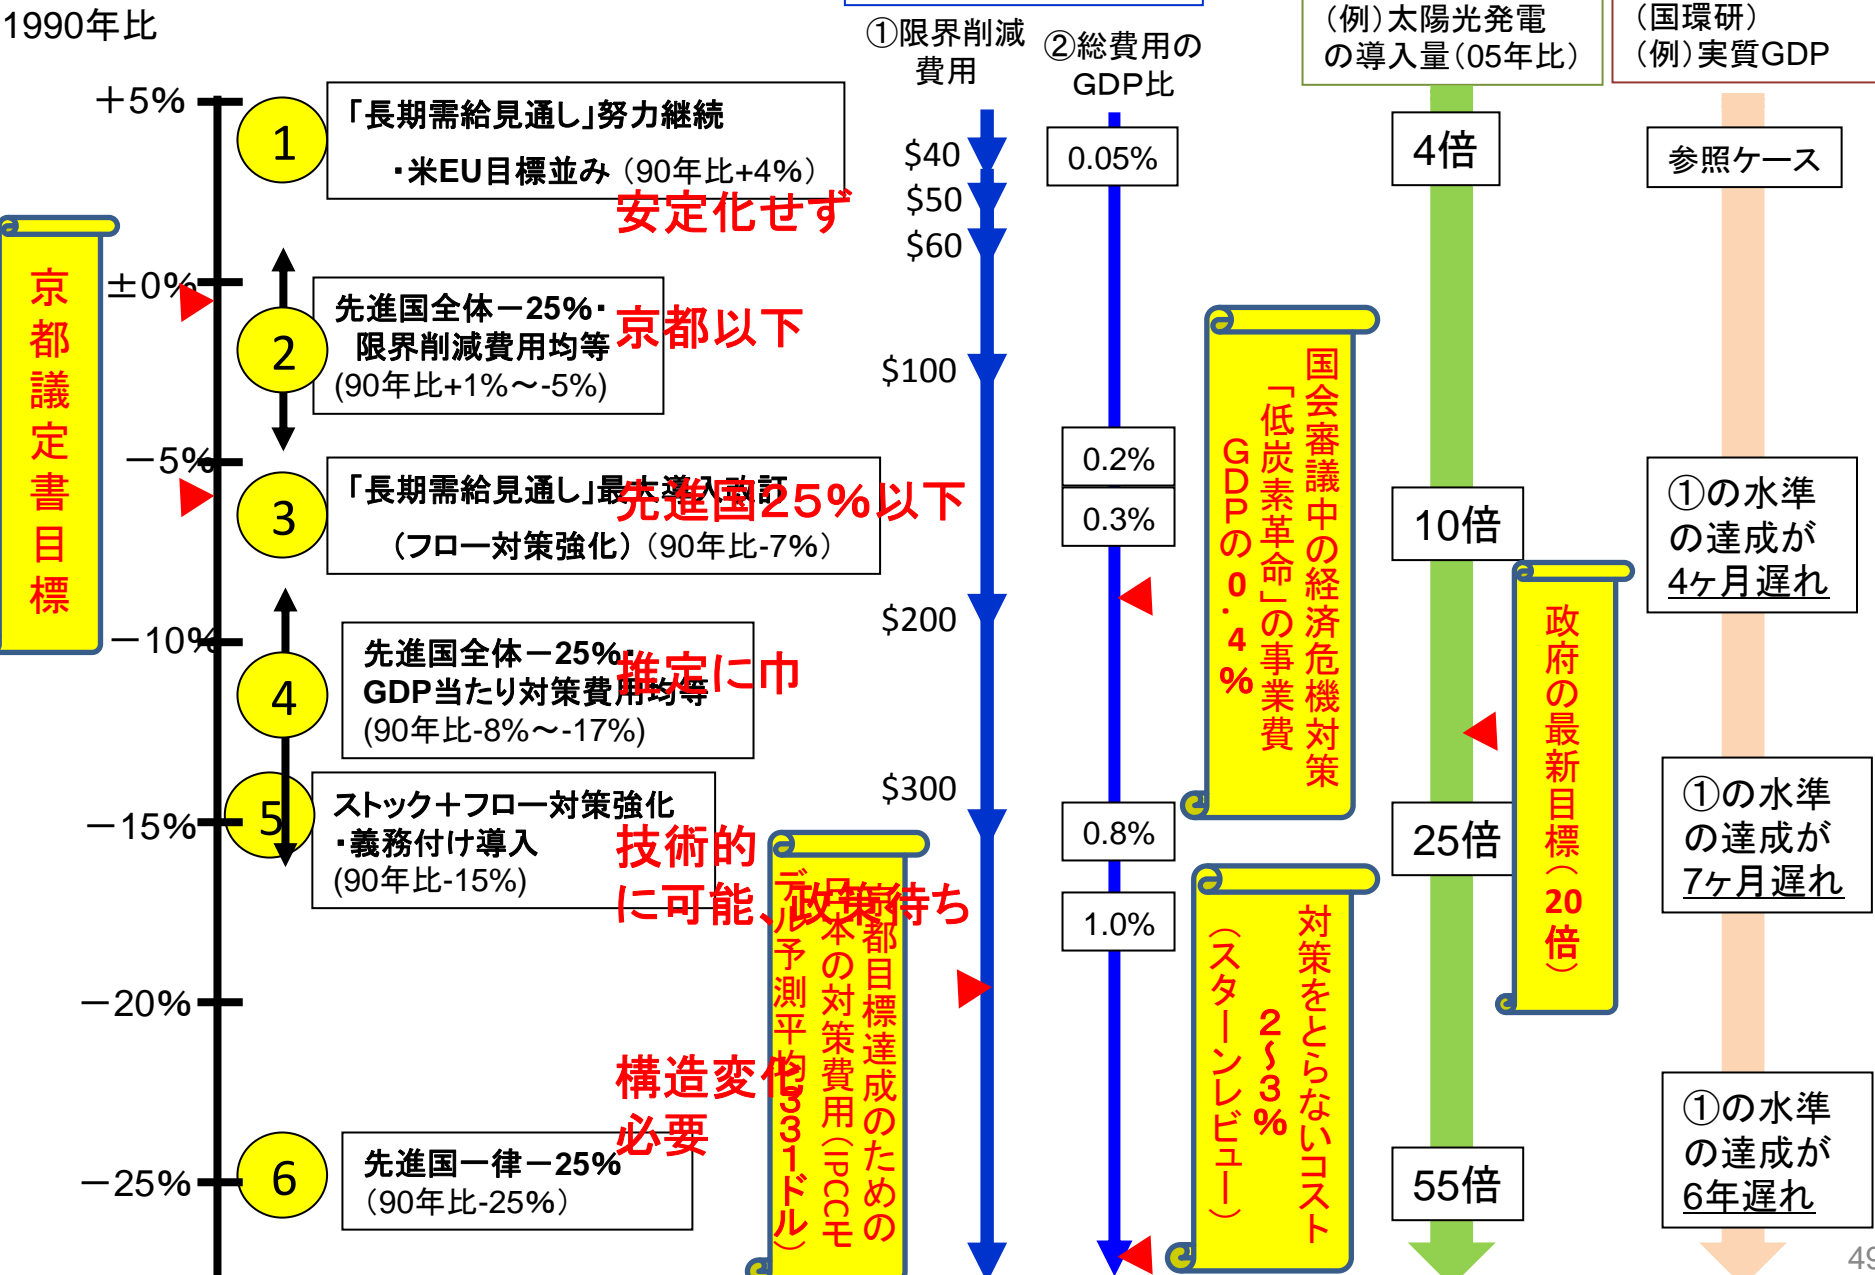 1990年比
①限界削減
費用
②総費用の
GDP比
(例)太陽光発電
の導入量(05年比)
(国環研)
(例)実質GDP
+5%
±0%
-5%
-10%
-15%
-20%
-25%
京都議定書目標
1
「長期需給見通し」努力継続
・米EU目標並み(90年比+4%)
安定化せず
2
先進国全体-25%・
限界削減費用均等
(90年比+1%~-5%)
京都以下
3
「長期需給見通し」最大導入改訂
(フロー対策強化)(90年比-7%)
先進国25%以下
4
先進国全体-25%・
GDP当たり対策費用均等
(90年比-8%~-17%)
推定に巾
5
ストック+フロー対策強化
・義務付け導入
(90年比-15%)
技術的
に可能、政策待ち
構造変化
必要
6
先進国一律-25%
(90年比-25%)
京都目標達成のための
日本の対策費用(IPCCモ
デル予測平均331ドル)
$40
$50
$60
$100
$200
$300
0.05%
0.2%
0.3%
0.8%
1.0%
国会審議中の経済危機対策
「低炭素革命」の事業費
GDPの0.4%
対策をとらないコスト
2~3%
(スターンレビュー)
4倍
10倍
25倍
55倍
政府の最新目標(20倍)
参照ケース
①の水準
の達成が
4ヶ月遅れ
①の水準
の達成が
7ヶ月遅れ
①の水準
の達成が
6年遅れ
49